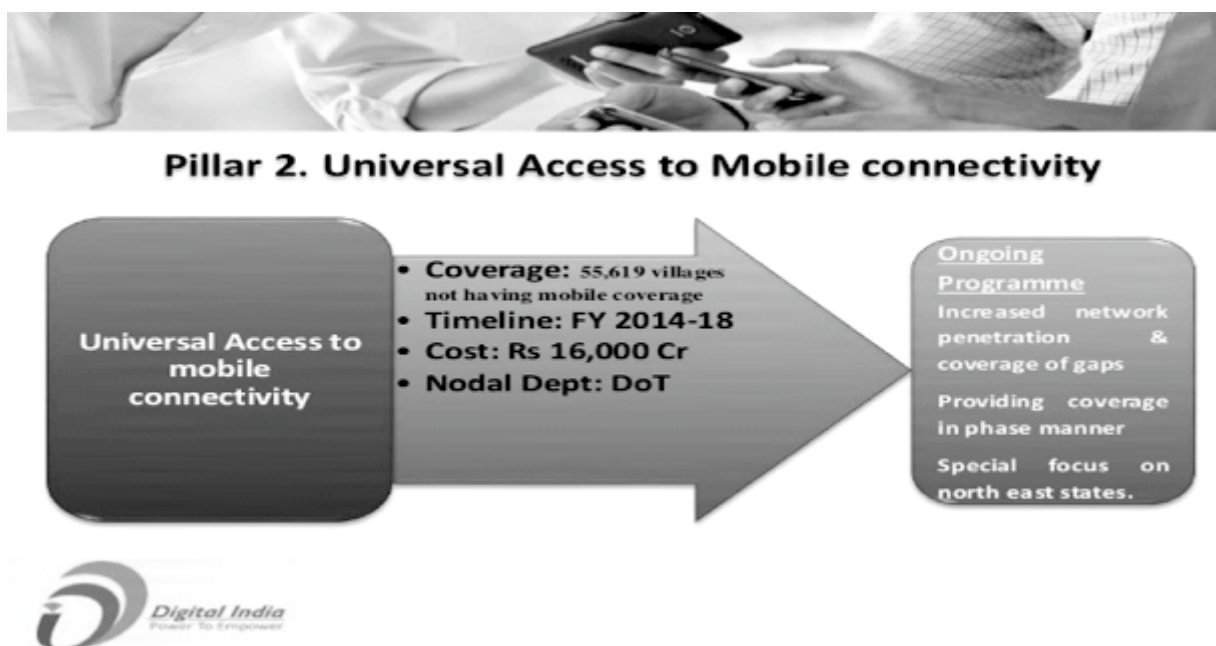 Pillar 2. Universal Access to Mobile connectivity
Universal Access to
mobile
connectivity
• Coverage: 55,619 villages
not having mobile coverage
• Timeline: FY 2014-18
• Cost: Rs 16,000 Cr
• Nodal Dept: DoT
Ongoing
Programme
Increased network
penetration &
coverage of gaps
Providing coverage
in phase manner
Special focus on
north east states.
Digital India
Power To Empower